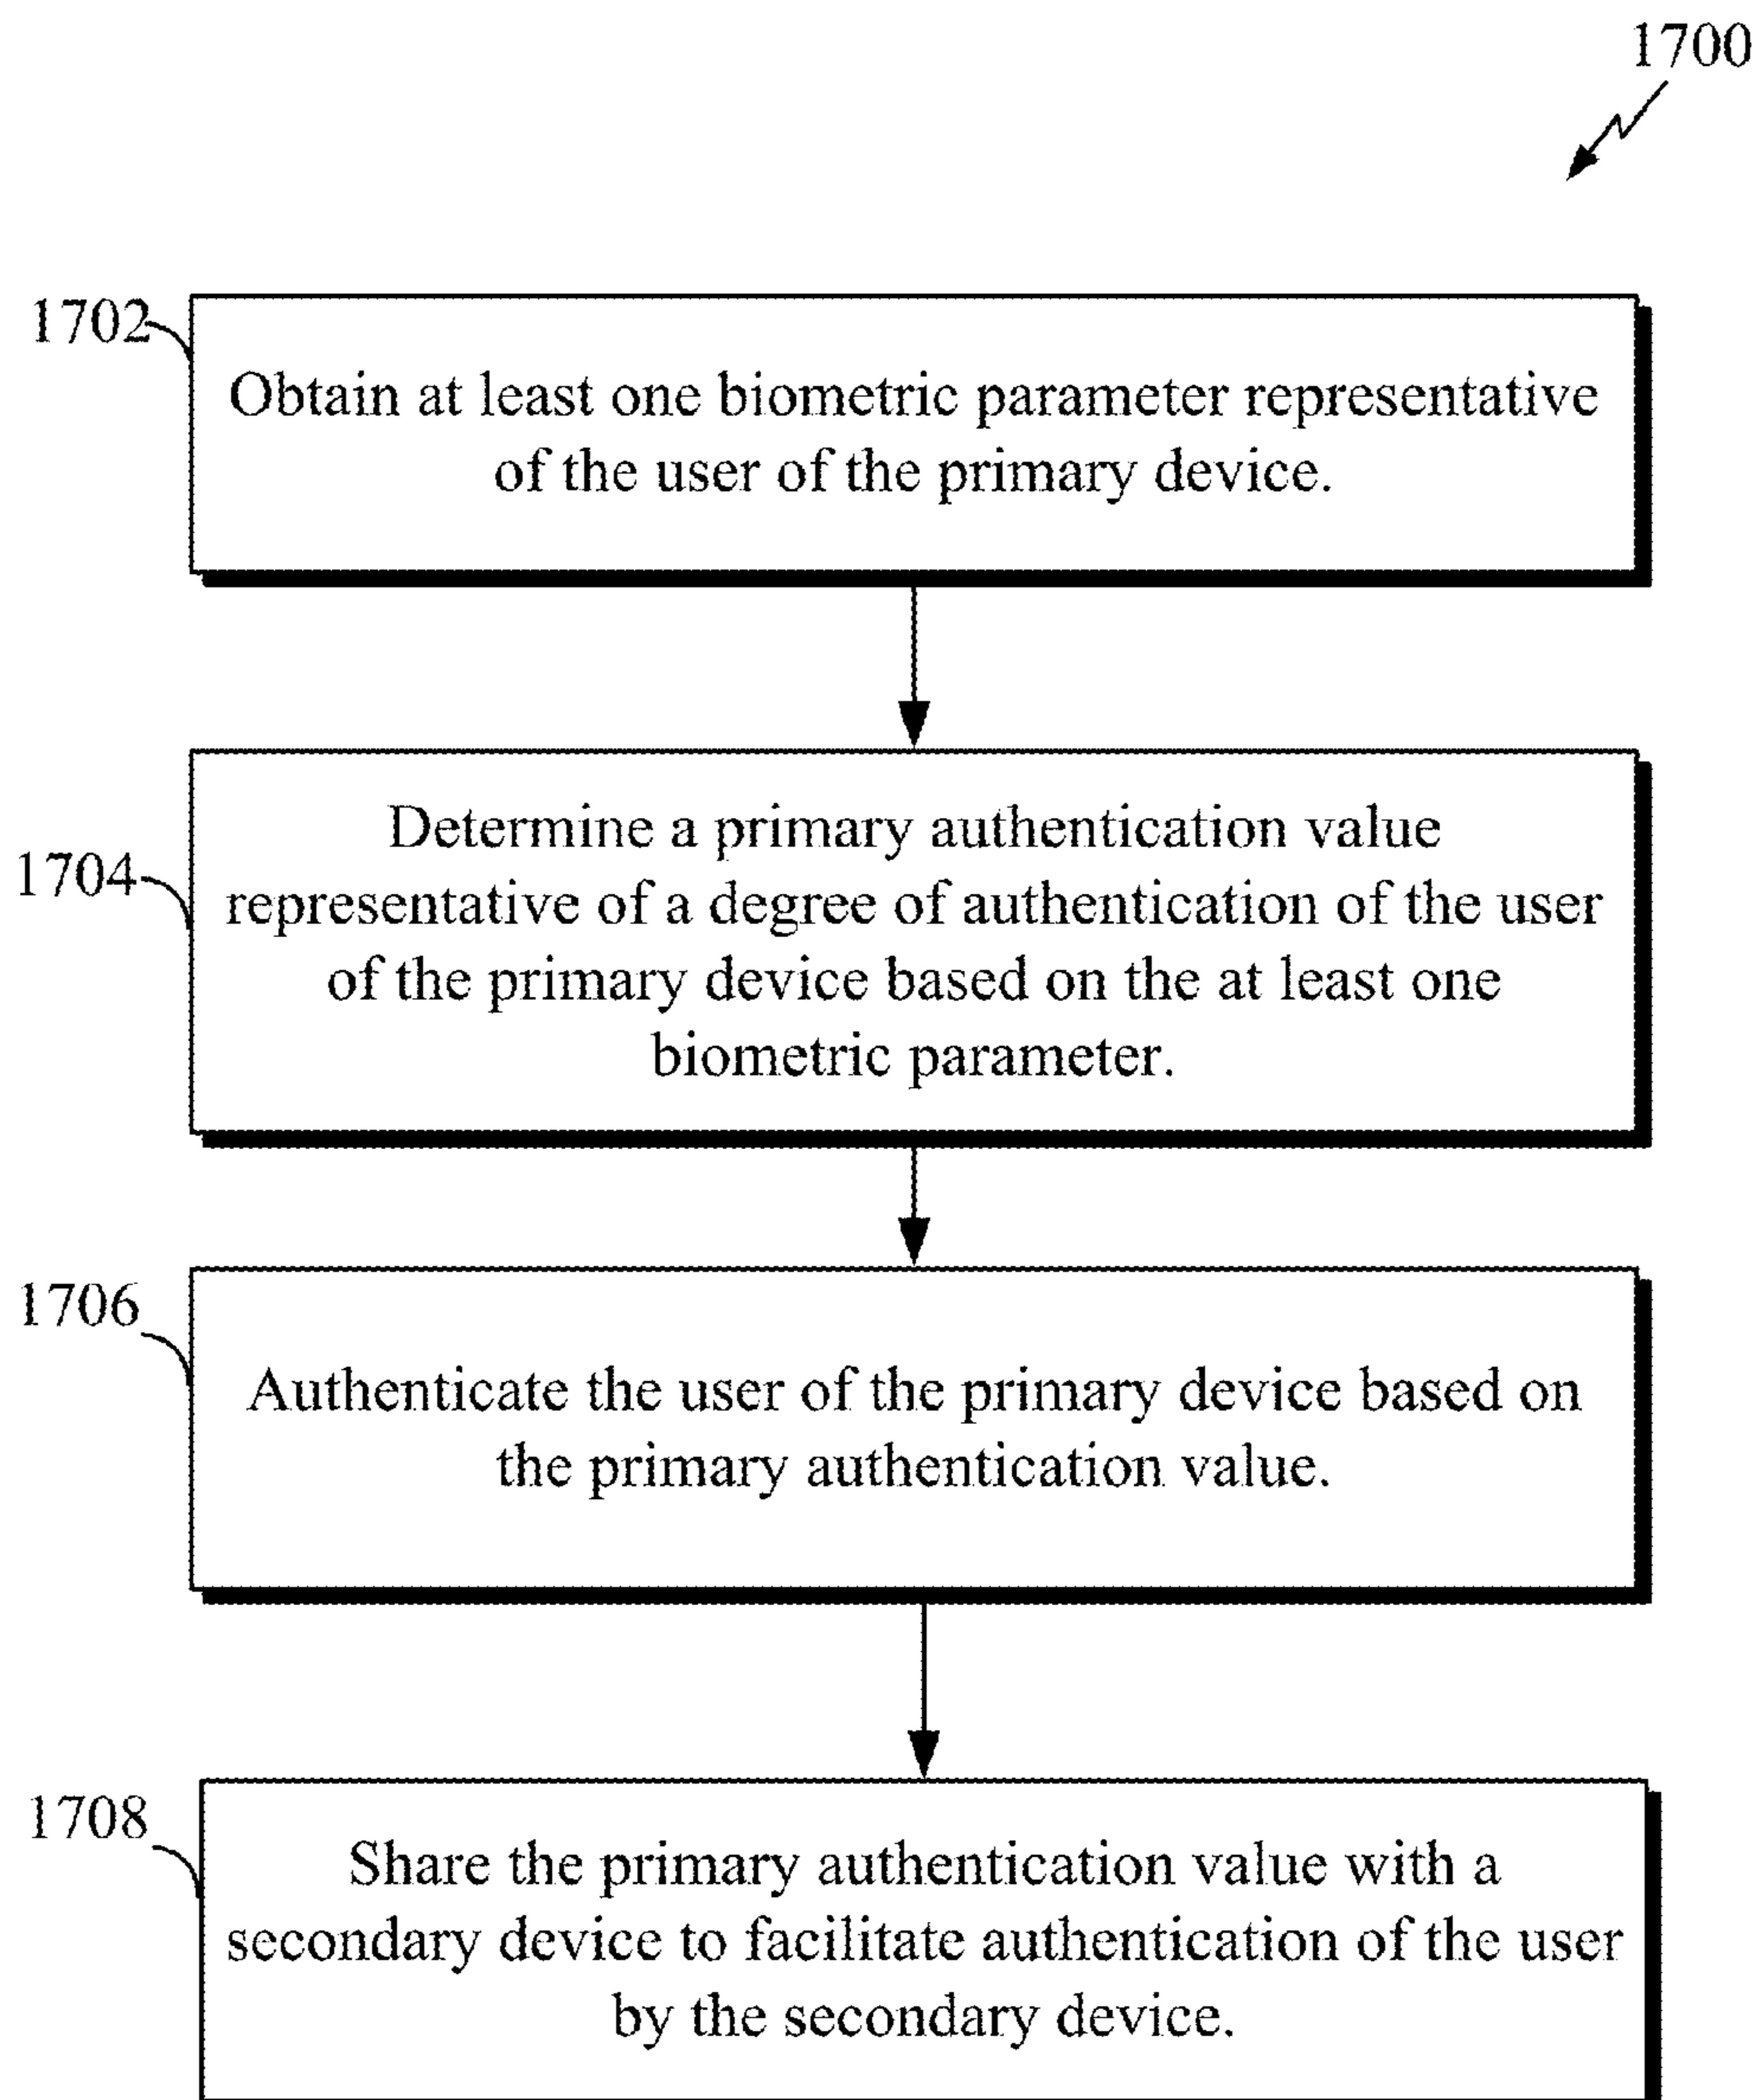 1700
1702
Obtain at least one biometric parameter representative
of the user of the primary device.
1704
Determine a primary authentication value
representative of a degree of authentication of the user
of the primary device based on the at least one
biometric parameter.
1706
Authenticate the user of the primary device based on
the primary authentication value.
1708
Share the primary authentication value with a
secondary device to facilitate authentication of the user
by the secondary device.